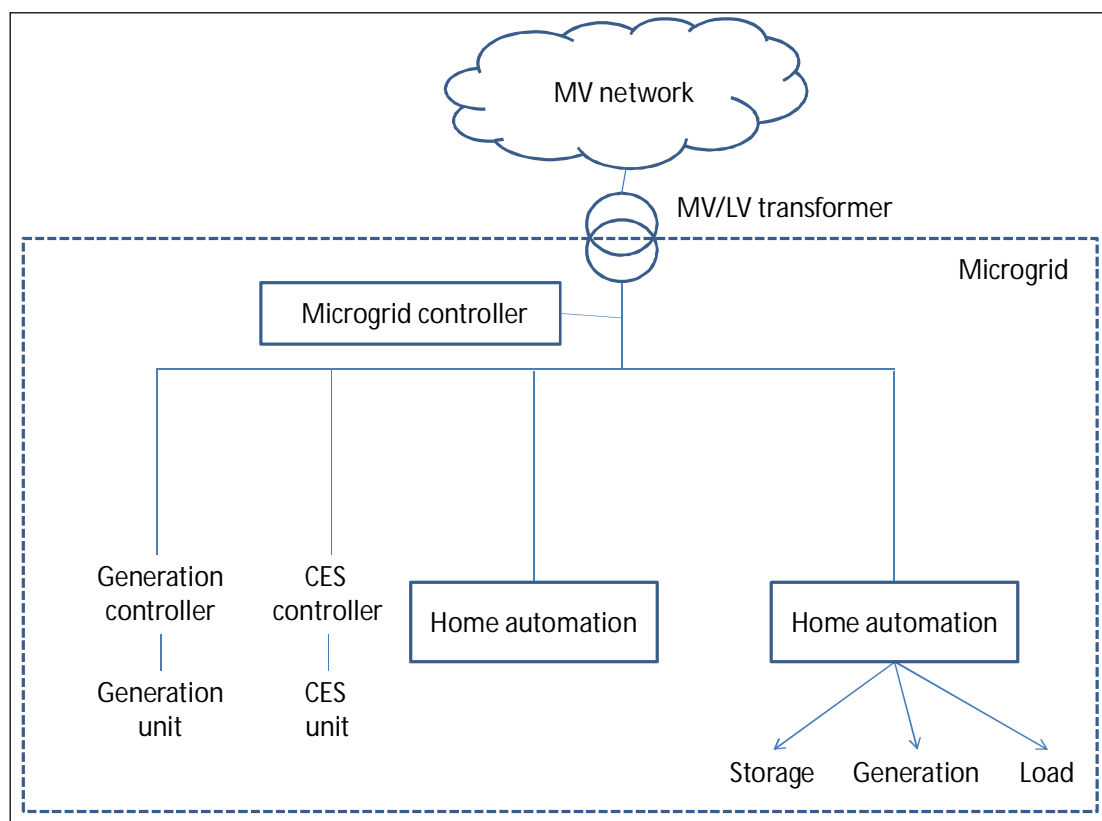 MV network
MV/LV transformer
Microgrid
Microgrid controller
Generation
controller
CES
controller
Home automation
Home automation
Generation
unit
CES
unit
Storage
Generation
Load